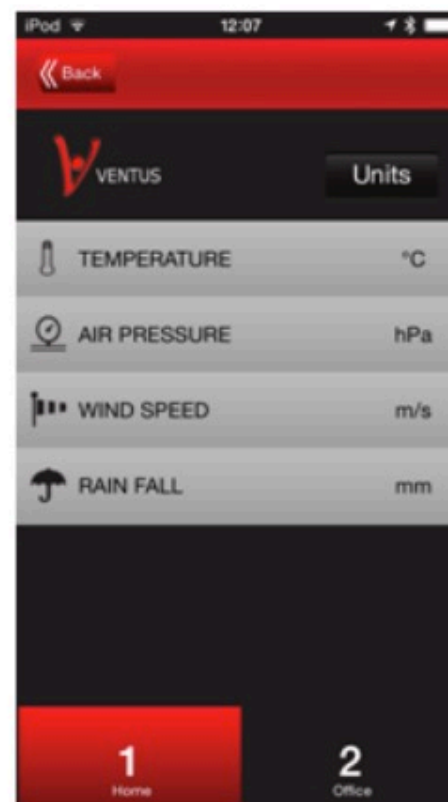 iPod 12:07
Back
VENTUS Units
TEMPERATURE °C
AIR PRESSURE hPa
WIND SPEED m/s
RAIN FALL mm
1 2
Home Office